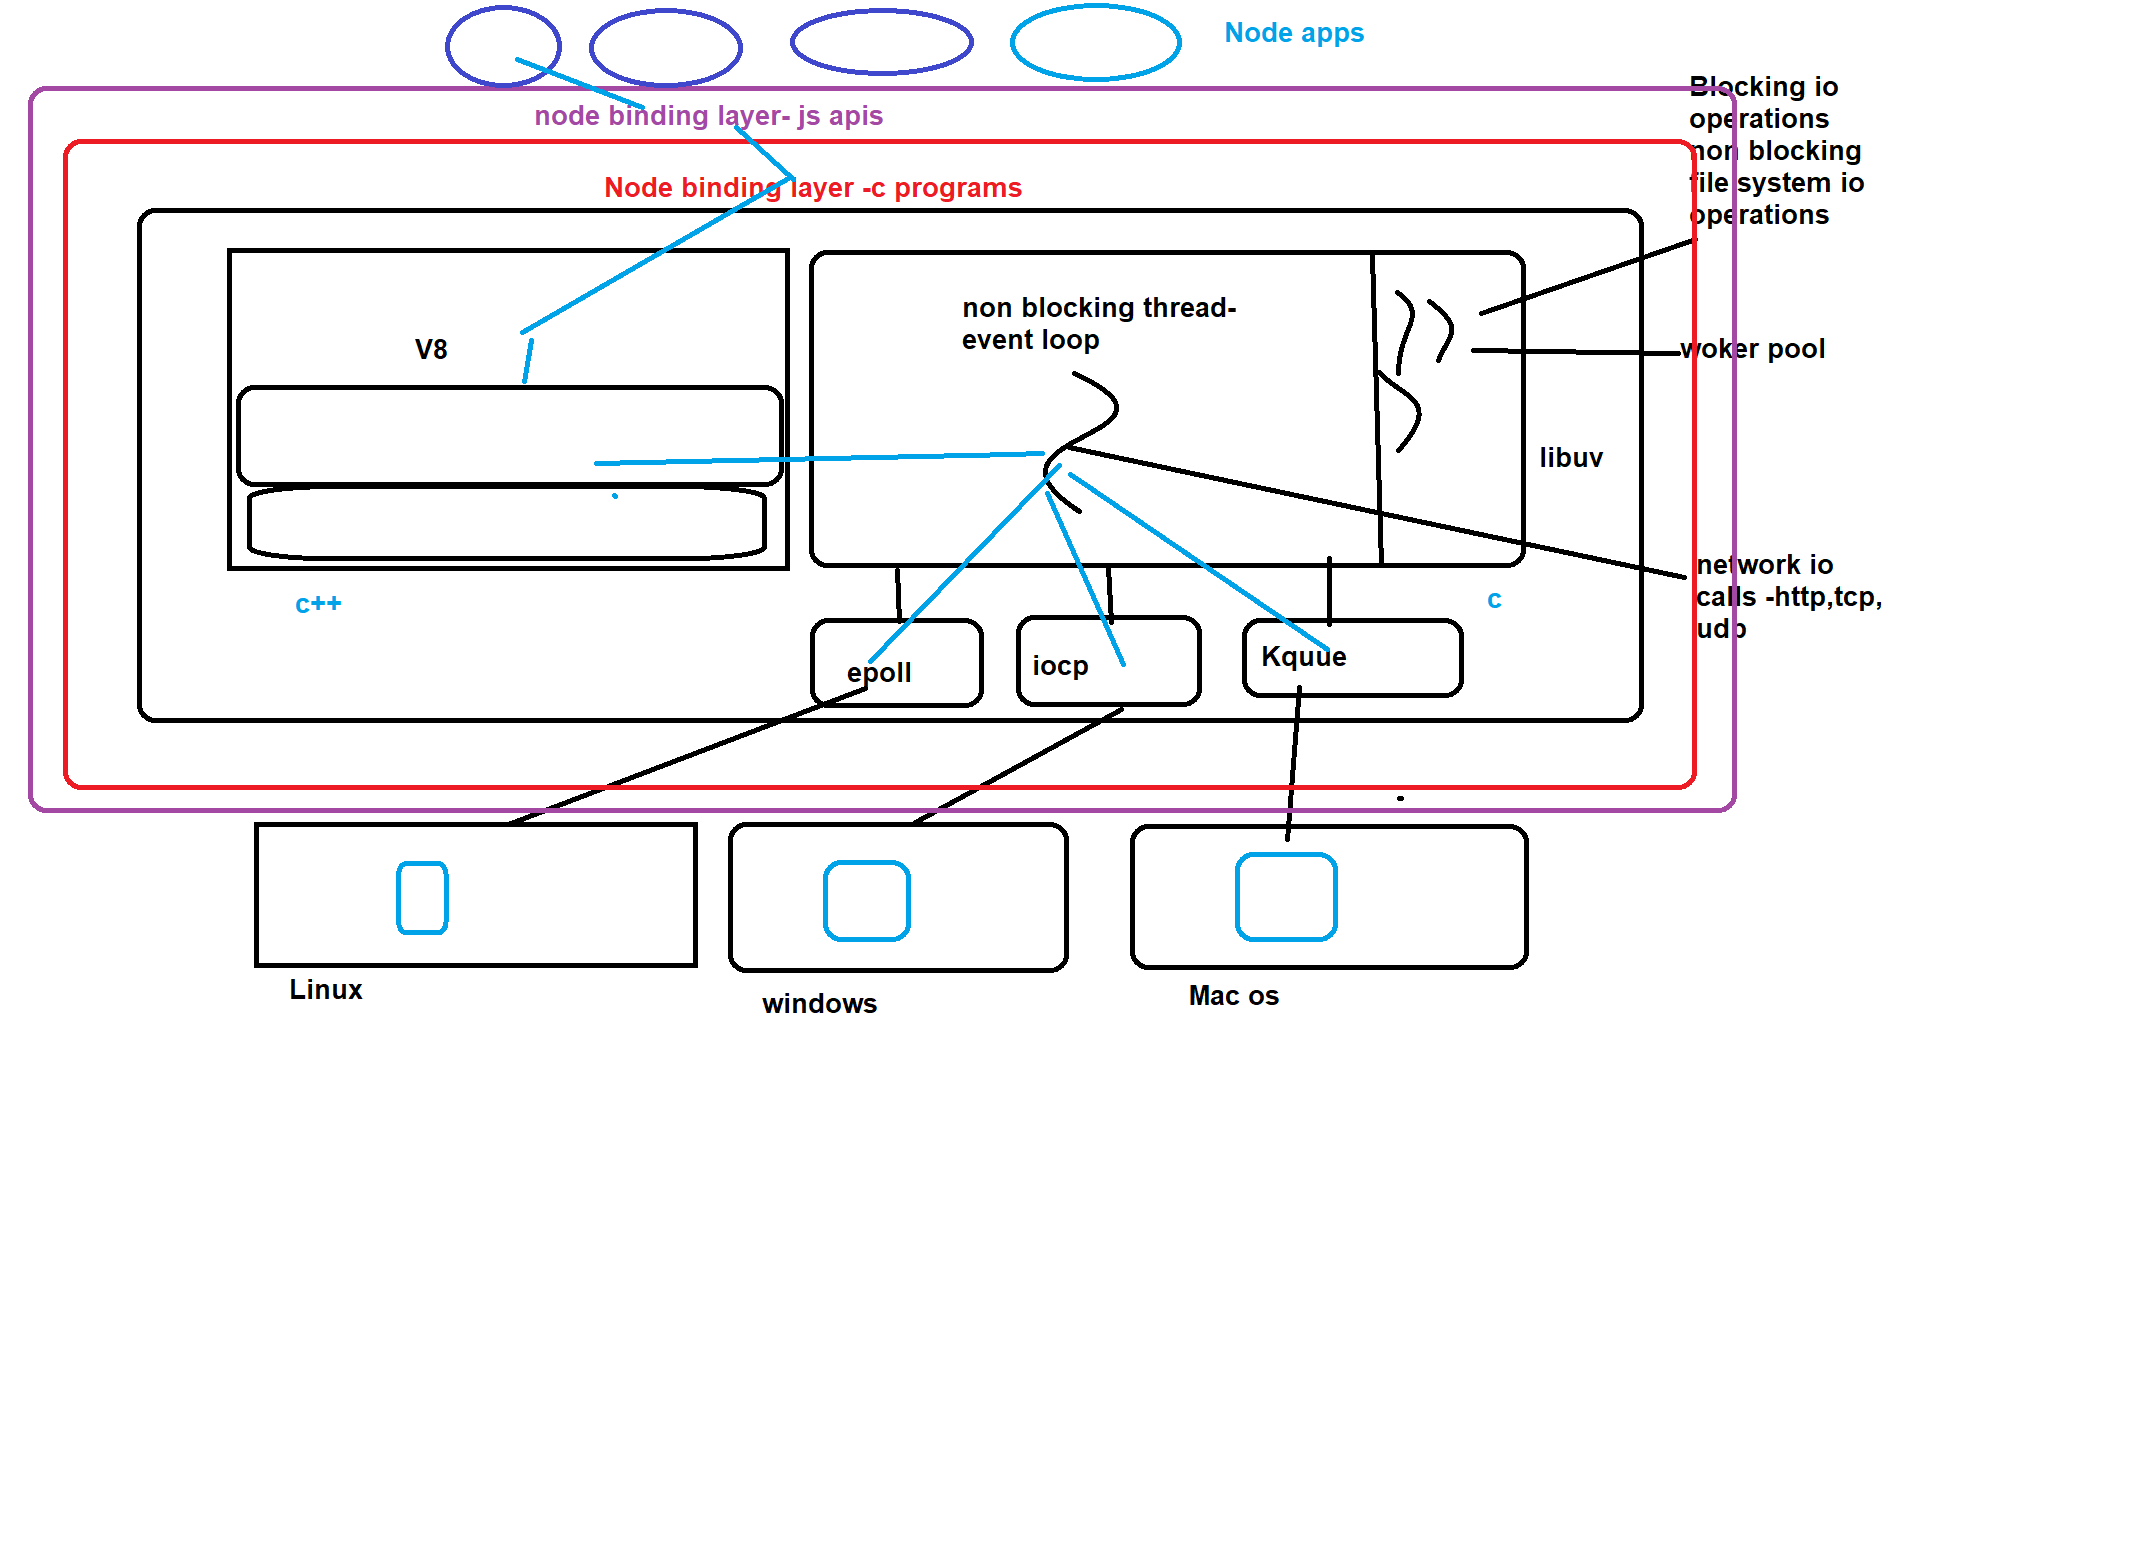 Node apps
Blocking io
operations
non blocking
file system io
operations
node binding layer- js apis
Node binding layer -c programs
non blocking thread-
event loop
V8
woker pool
libuv
network io
calls -http,tcp,
udp
c++
c
epoll
iocp
Kquue
Linux
windows
Mac os